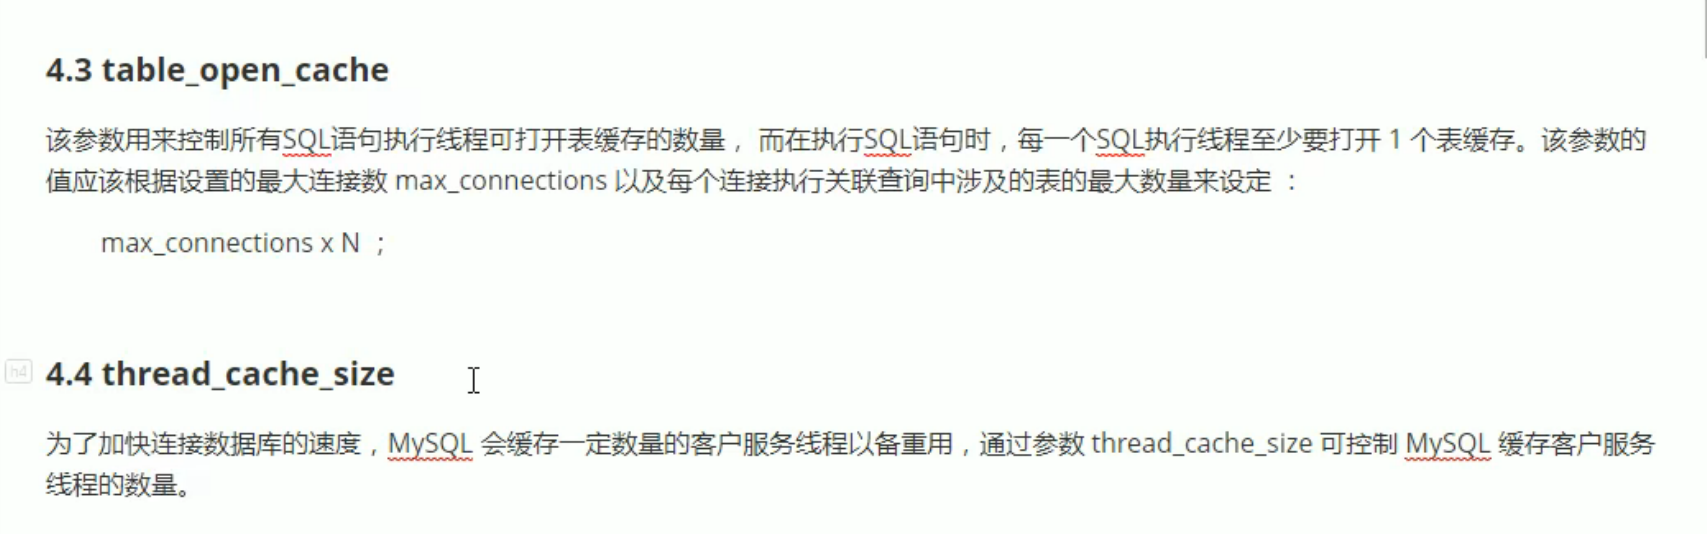 4.3 table_open_cache
该参数用来控制所有SQL语句执行线程可打开表缓存的数量， 而在执行SQL语句时，每一个SQL执行线程至少要打开 1 个表缓存。该参数的
值应该根据设置的最大连接数 max_connections 以及每个连接执行关联查询中涉及的表的最大数量来设定 ：
max_connections x N ；
h4
4.4 thread_cache_size
为了加快连接数据库的速度，MySQL 会缓存一定数量的客户服务线程以备重用，通过参数 thread_cache_size 可控制 MySQL 缓存客户服务
线程的数量。